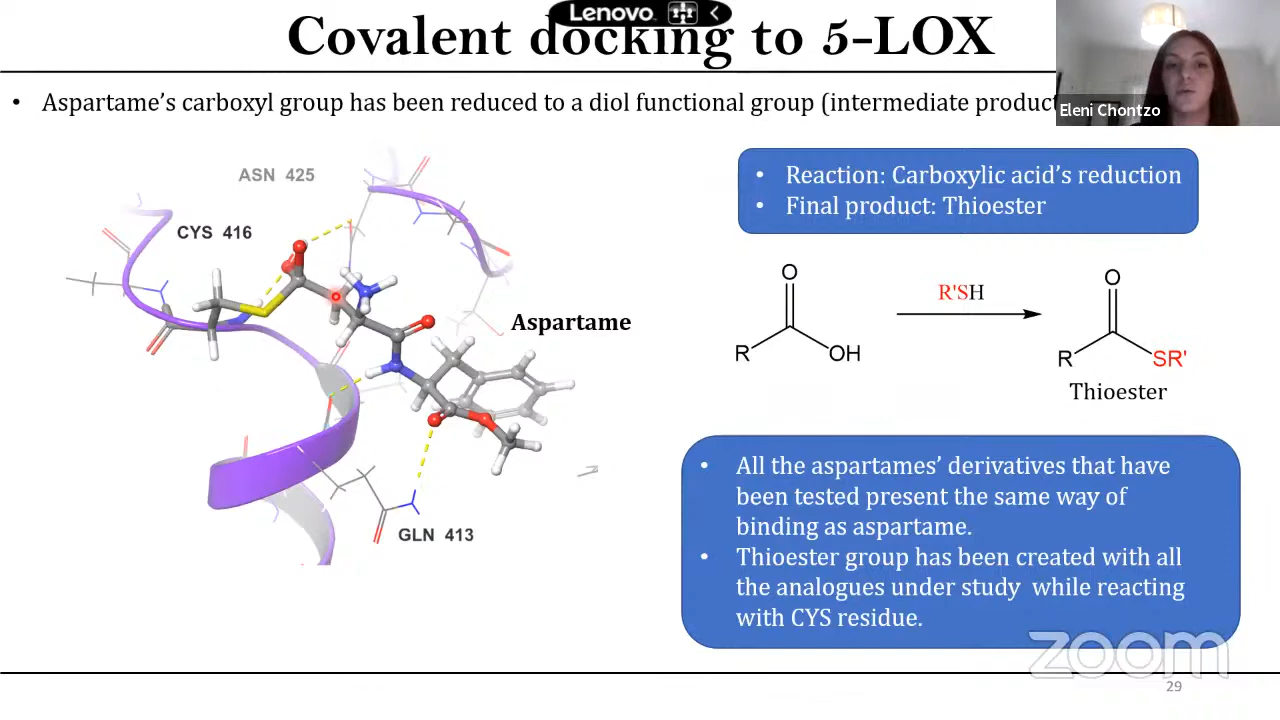 Lenovo
Covalent docking to 5-LOX
• Aspartame's carboxyl group has been reduced to a diol functional group (intermediate product
Eleni Chontzo
ASN 425
CYS 416
Aspartame
GLN 413
• Reaction: Carboxylic acid's reduction
• Final product: Thioester
O
R
OH
R'SH
O
R
SR'
Thioester
• All the aspartames' derivatives that have
been tested present the same way of
binding as aspartame.
• Thioester group has been created with all
the analogues under study while reacting
with CYS residue.
zoom
29